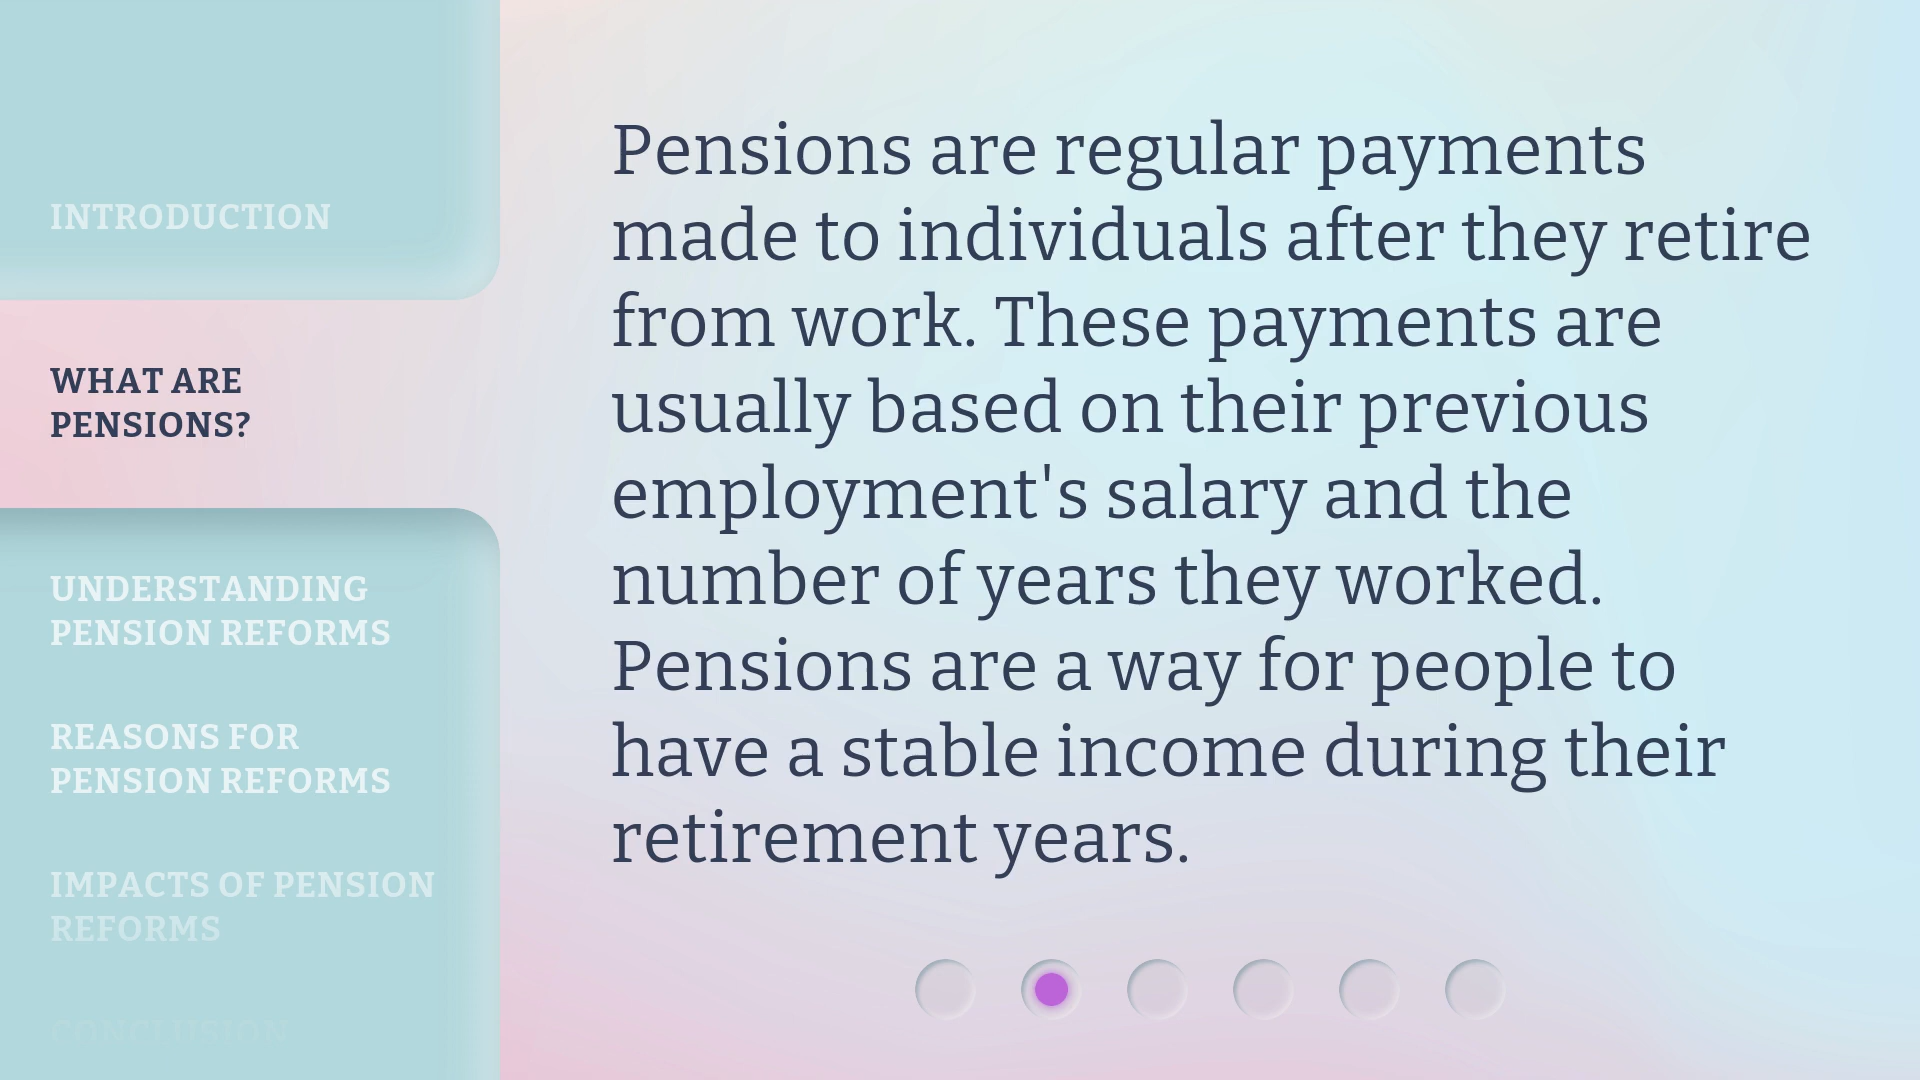 INTRODUCTION
WHAT ARE
PENSIONS?
UNDERSTANDING
PENSION REFORMS
REASONS FOR
PENSION REFORMS
IMPACTS OF PENSION
REFORMS
CONCLUSION
Pensions are regular payments
made to individuals after they retire
from work. These payments are
usually based on their previous
employment's salary and the
number of years they worked.
Pensions are a way for people to
have a stable income during their
retirement years.